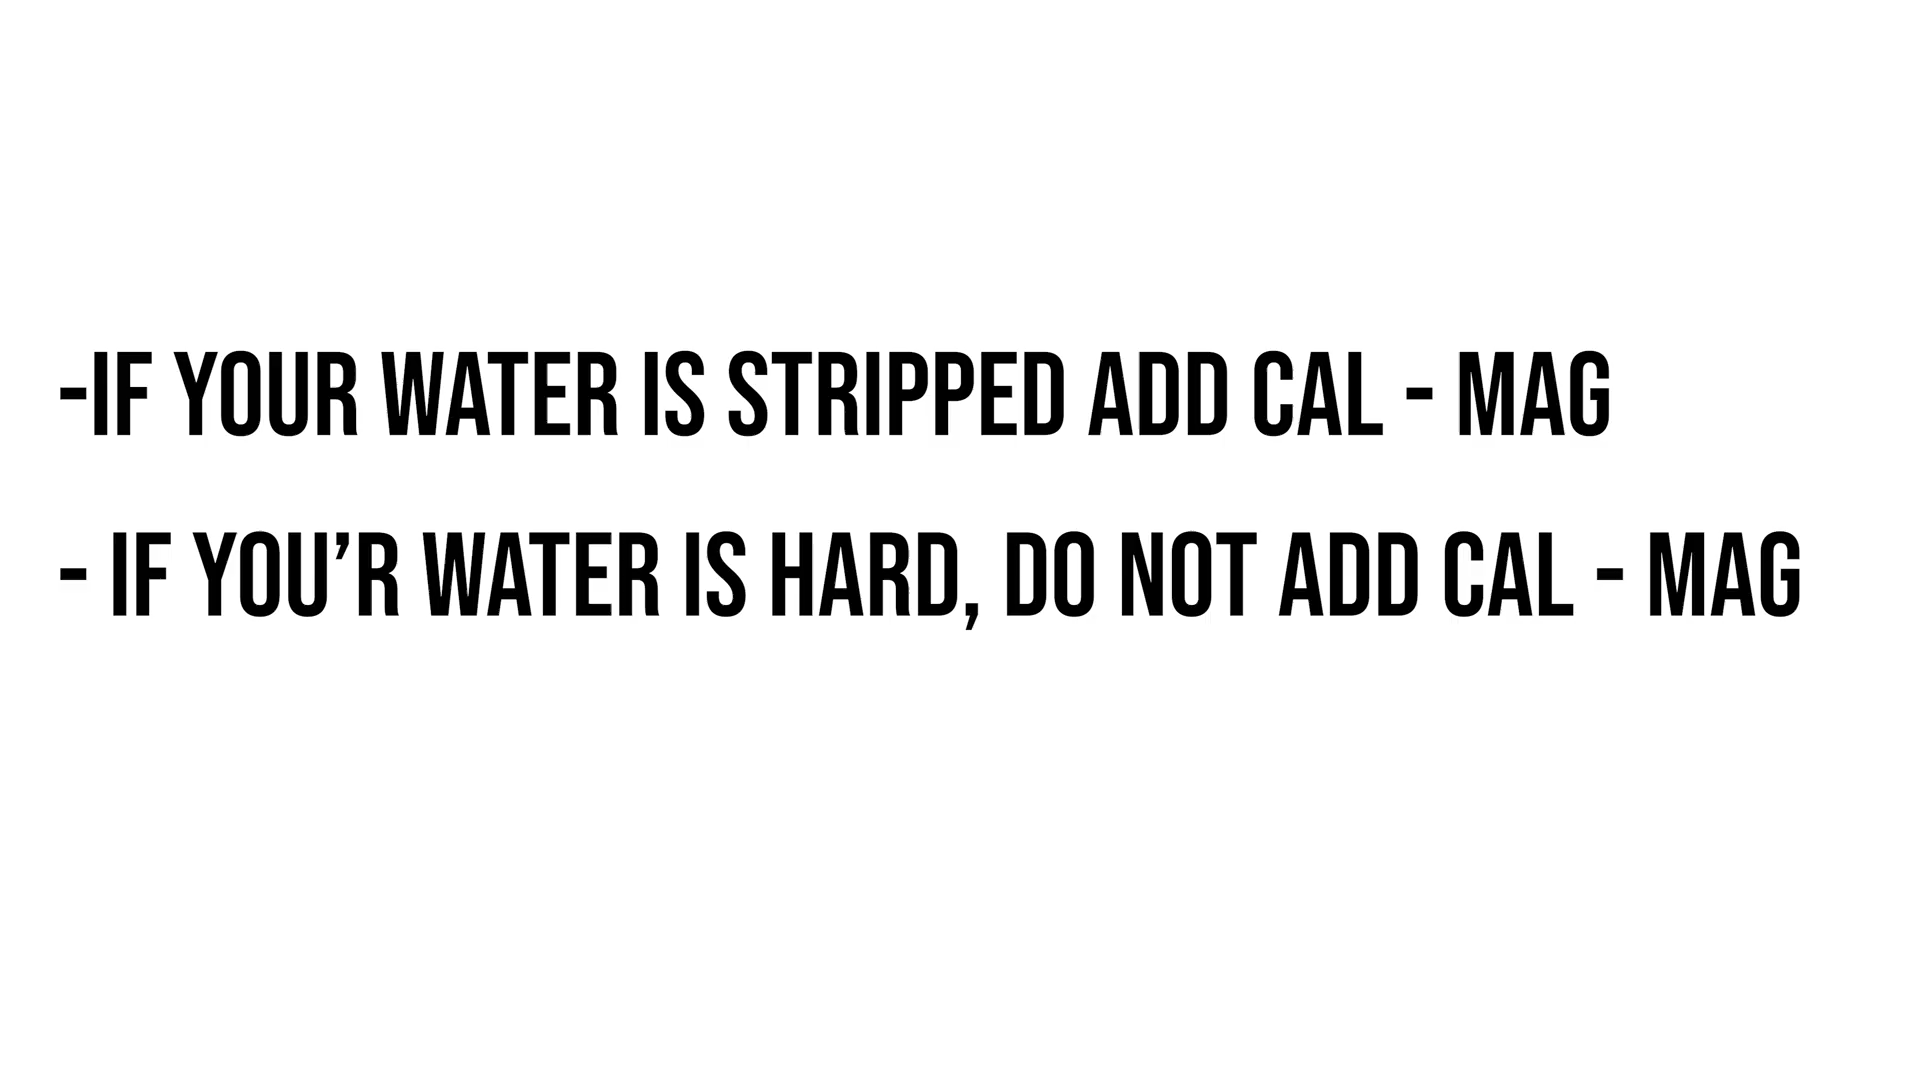 -IF YOUR WATER IS STRIPPED ADD CAL - MAG
- IF YOU’R WATER IS HARD, DO NOT ADD CAL - MAG